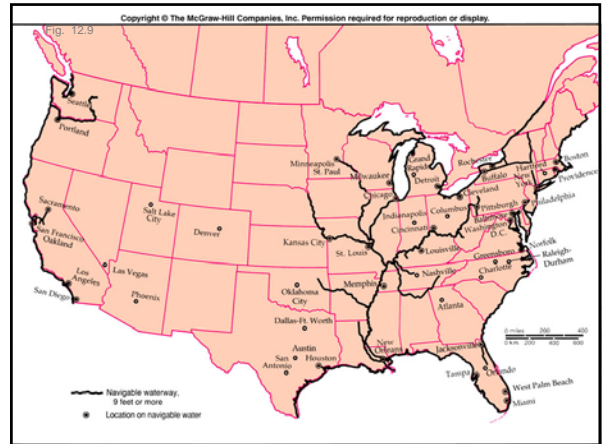 Copyright © The McGraw-Hill Companies, Inc. Permission required for reproduction or display.
Fig. 12.9
Seattle
Portland
Minneapolis
St. Paul
Milwaukee
Chicago
Grand
Rapids
Detroit
Rochester
Buffalo
Hartford
New
York
Boston
Providence
Cleveland
Philadelphia
Pittsburgh
Columbus
Baltimore
Washington
D.C.
Indianapolis
Cincinnati
Sacramento
San Francisco
Oakland
Salt Lake
City
Denver
Kansas City
St. Louis
Louisville
Norfolk
Raleigh-
Durham
Greensboro
Charlotte
Nashville
Memphis
Las Vegas
Los
Angeles
San Diego
Phoenix
Oklahoma
City
Dallas-Ft. Worth
Atlanta
Austin
San
Antonio
Houston
New
Orleans
Jacksonville
Orlando
Tampa
West Palm Beach
Miami
0 miles 200 400
0 km 200 400 600
Navigable waterway,
9 feet or more
Location on navigable water